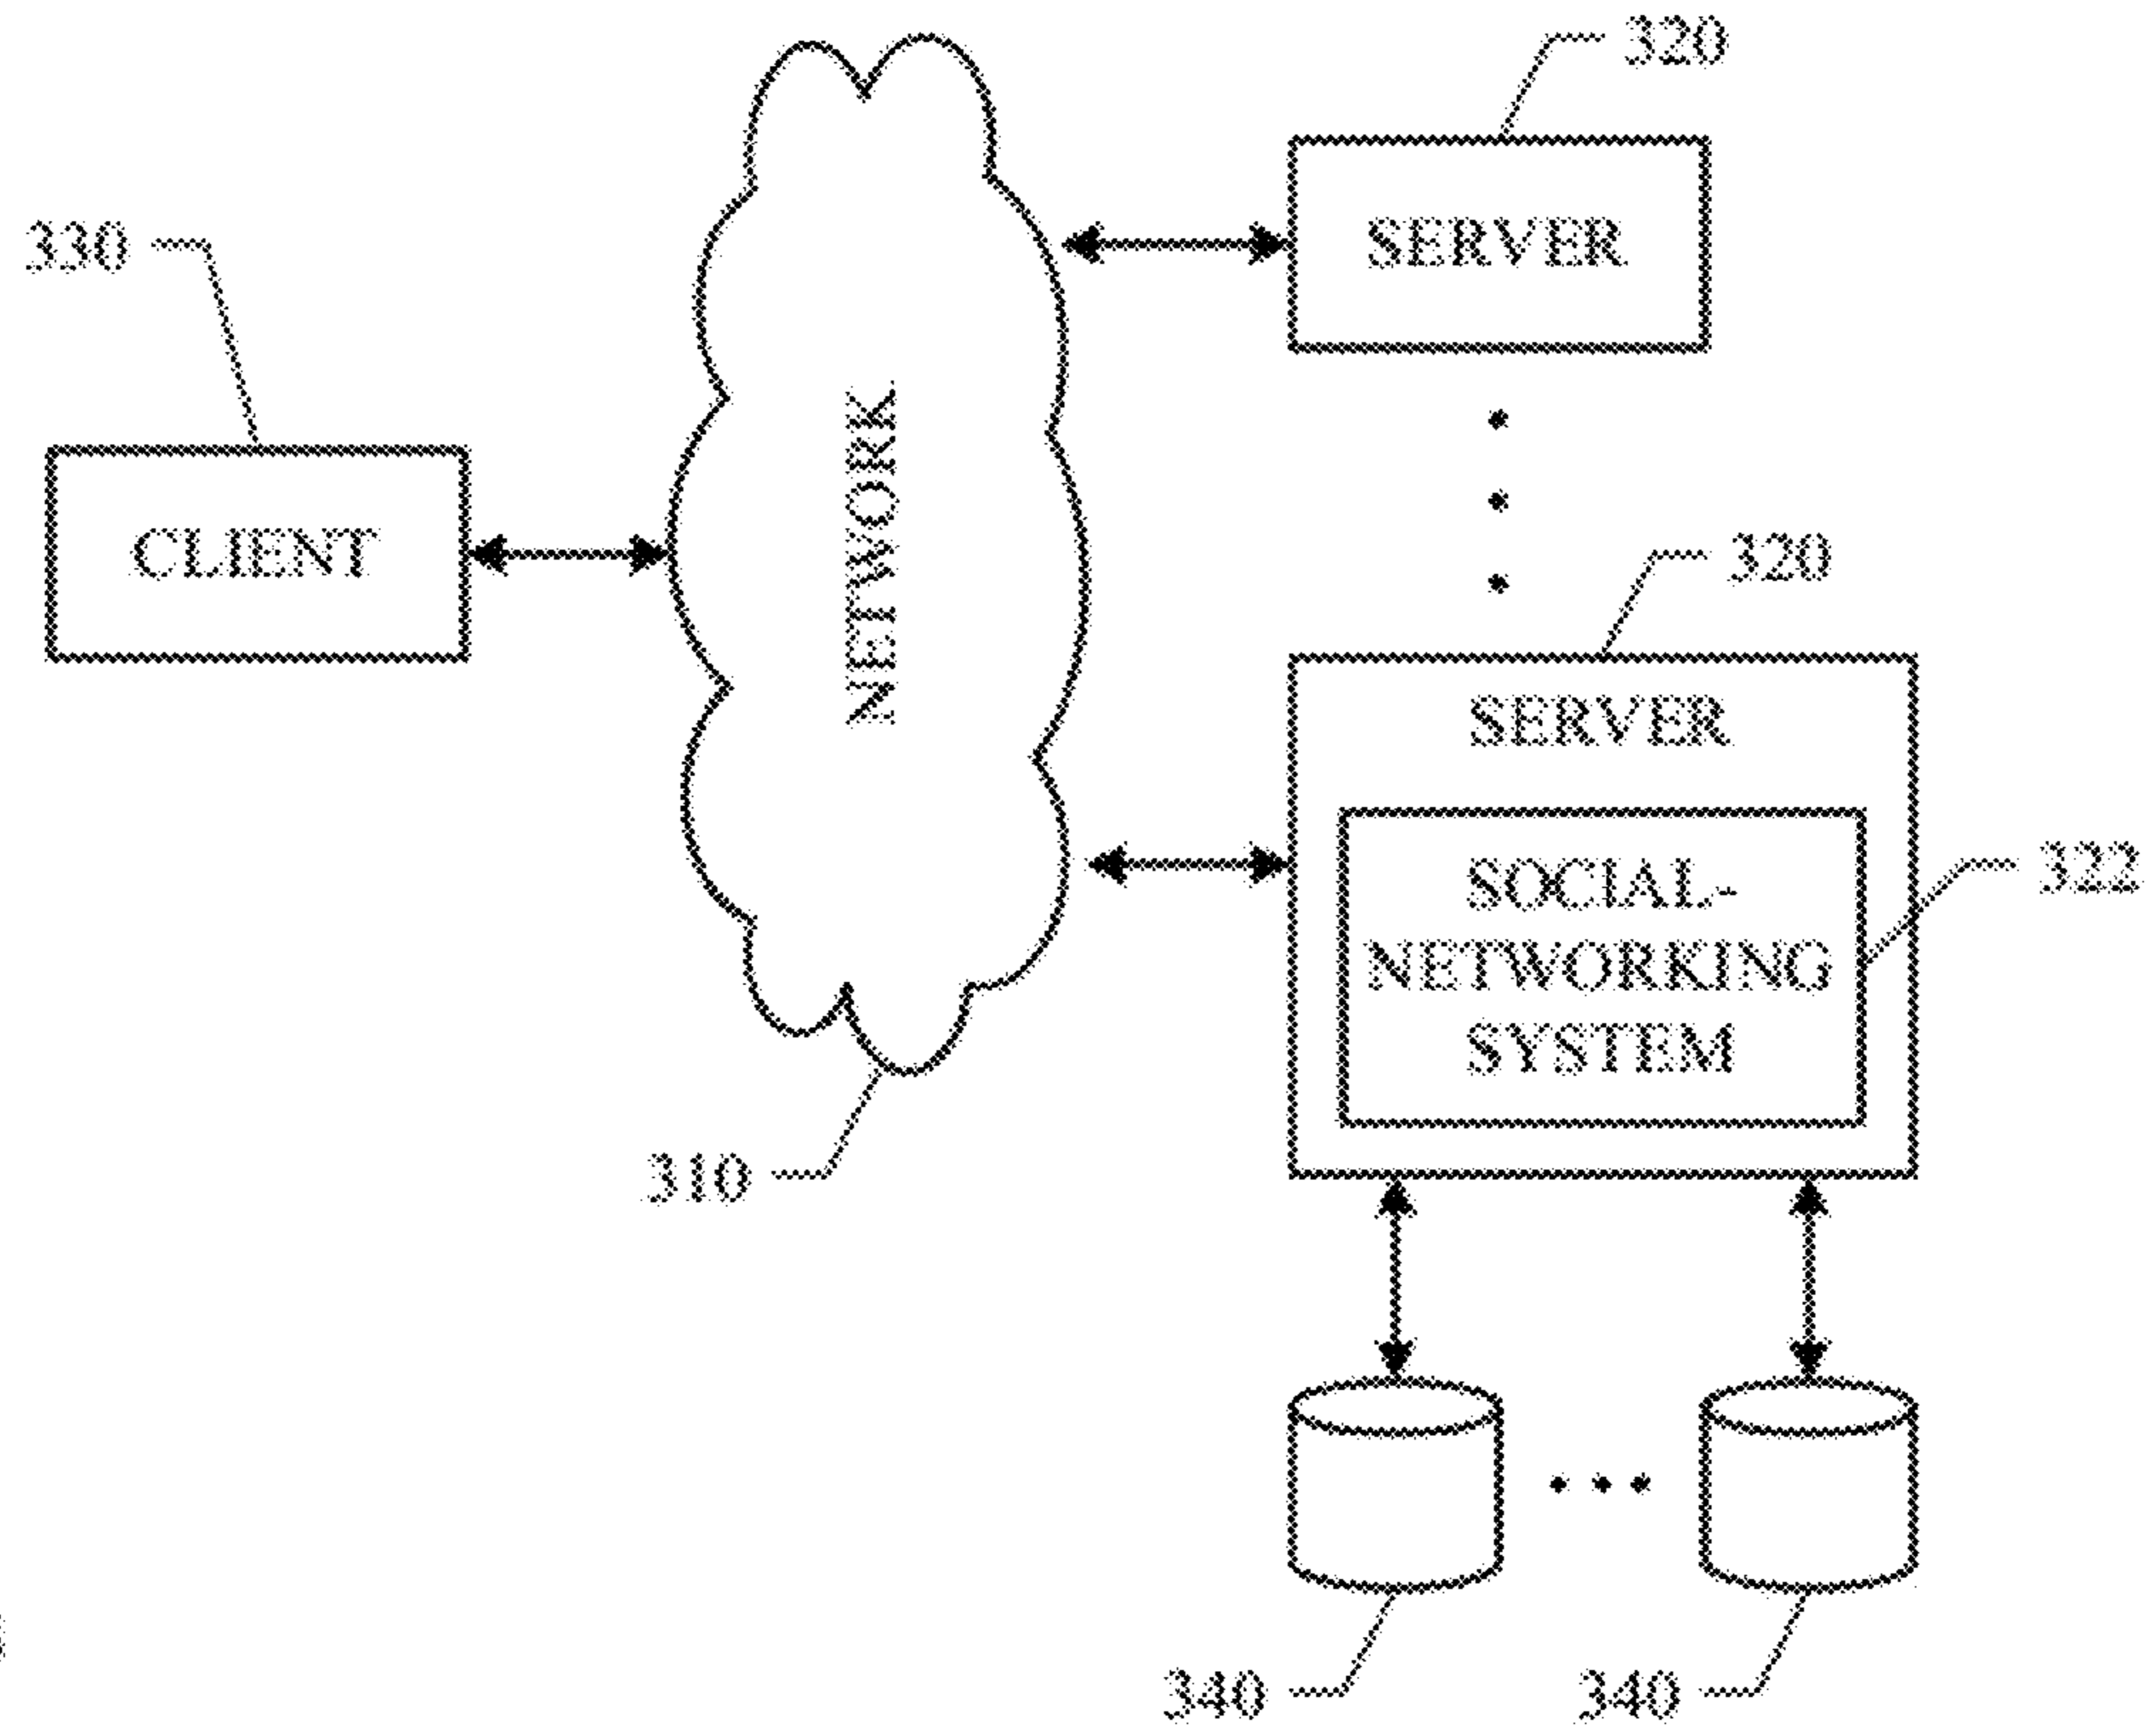 320
SERVER
330
CLIENT
NETWORK
320
SERVER
SOCIAL-
NETWORKING
SYSTEM
322
310
340
340